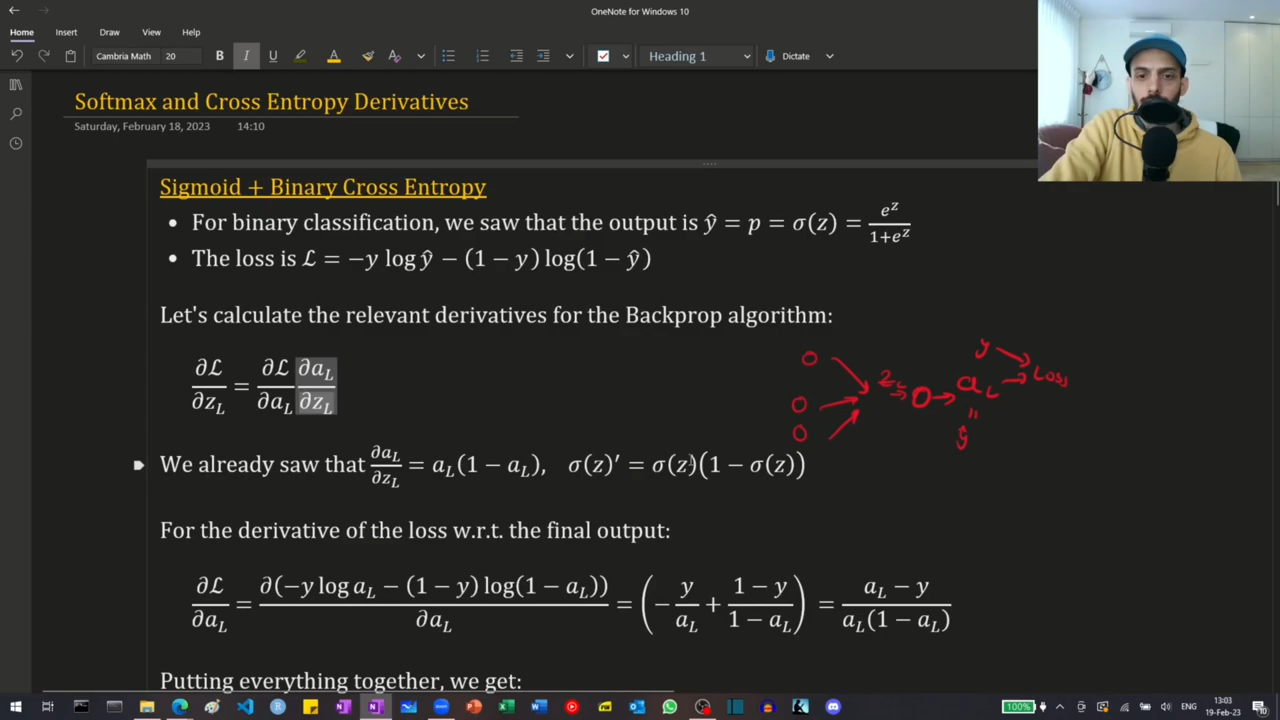 OneNote for Windows 10
Home Insert Draw View Help
Cambria Math 20 B I U A Heading 1 Dictate
Softmax and Cross Entropy Derivatives
Saturday, February 18, 2023 14:10
Sigmoid + Binary Cross Entropy
• For binary classification, we saw that the output is ŷ = p = σ(z) = e^z/(1+e^z)
• The loss is ℒ = −y log ŷ − (1 − y) log(1 − ŷ)
Let's calculate the relevant derivatives for the Backprop algorithm:
∂ℒ/∂z_L = ∂ℒ/∂a_L ∂a_L/∂z_L
y
Loss
z_L a_L
=
ŷ
We already saw that ∂a_L/∂z_L = a_L(1 − a_L), σ(z)′ = σ(z)(1 − σ(z))
For the derivative of the loss w.r.t. the final output:
∂ℒ/∂a_L = ∂(−y log a_L − (1 − y) log(1 − a_L))/∂a_L = (−y/a_L + (1 − y)/(1 − a_L)) = (a_L − y)/(a_L(1 − a_L))
Putting everything together, we get:
100% ENG 13:03
19-Feb-23